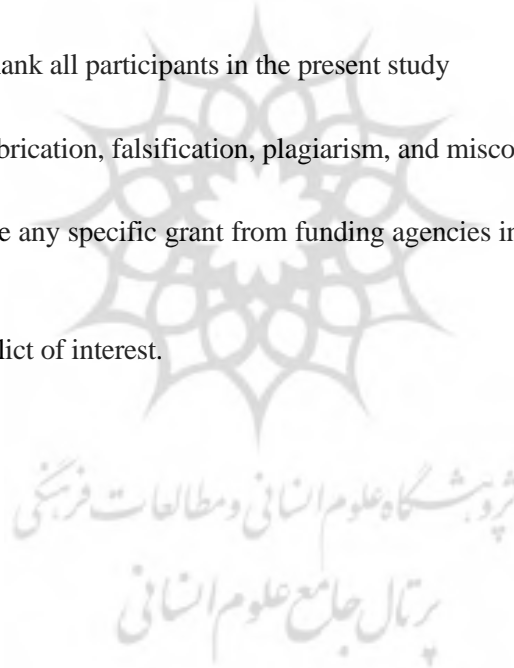 ank all participants in the present study
brication, falsification, plagiarism, and misco
e any specific grant from funding agencies in
lict of interest.
پژوهشگاه علوم انسانی و مطالعات فرهنگی
پرتال جامع علوم انسانی